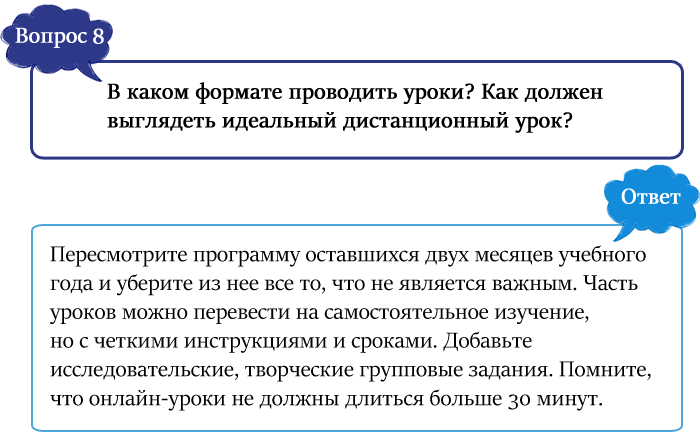 Вопрос 8
В каком формате проводить уроки? Как должен
выглядеть идеальный дистанционный урок?
Ответ
Пересмотрите программу оставшихся двух месяцев учебного
года и уберите из нее все то, что не является важным. Часть
уроков можно перевести на самостоятельное изучение,
но с четкими инструкциями и сроками. Добавьте
исследовательские, творческие групповые задания. Помните,
что онлайн-уроки не должны длиться больше 30 минут.